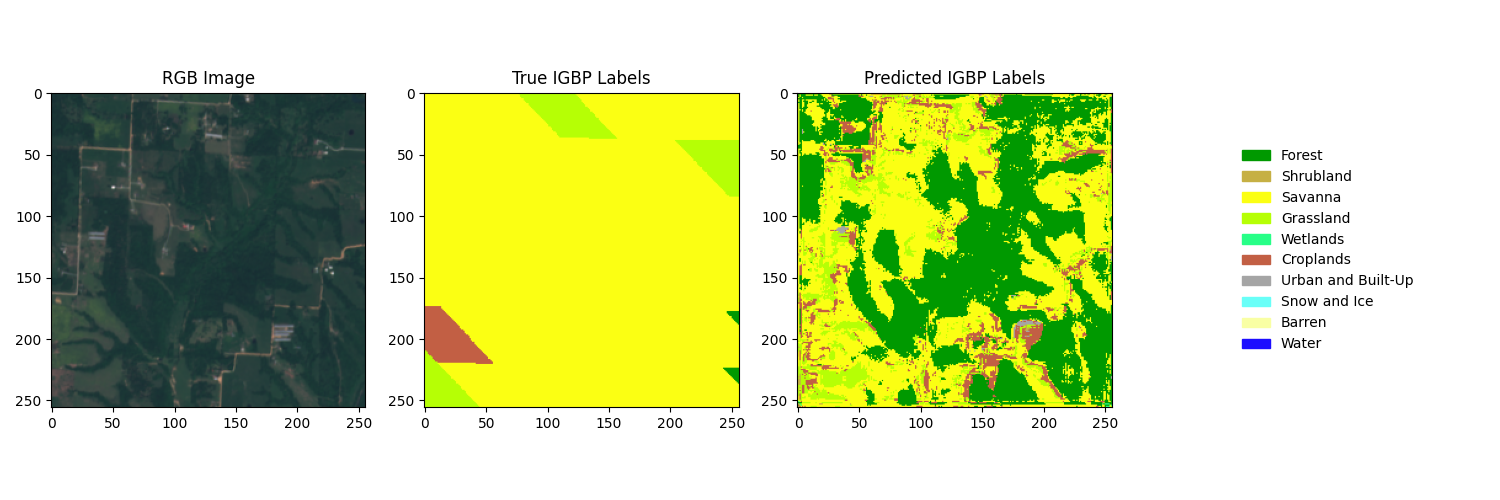 RGB Image
True IGBP Labels
Predicted IGBP Labels
0
50
100
150
200
250
0
50
100
150
200
250
0
50
100
150
200
250
0 50 100 150 200 250
0 50 100 150 200 250
0 50 100 150 200 250
Forest
Shrubland
Savanna
Grassland
Wetlands
Croplands
Urban and Built-Up
Snow and Ice
Barren
Water